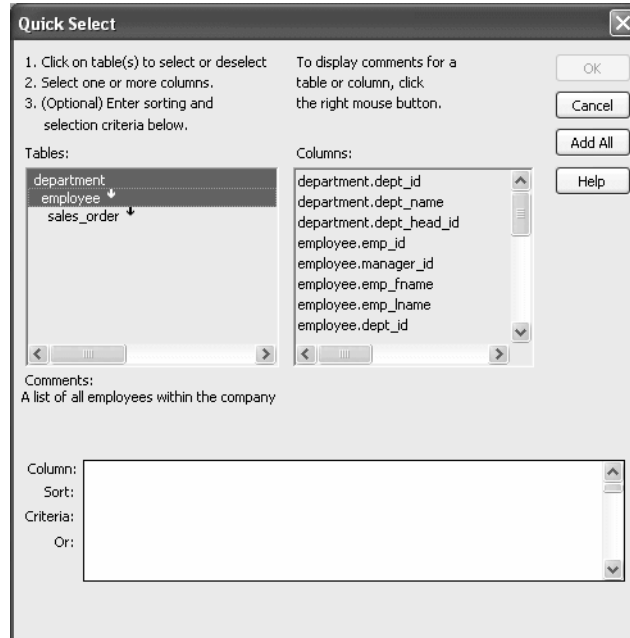 Quick Select
1. Click on table(s) to select or deselect
2. Select one or more columns.
3. (Optional) Enter sorting and
selection criteria below.
To display comments for a
table or column, click
the right mouse button.
OK
Cancel
Add All
Help
Tables:
department
employee
sales_order
Columns:
department.dept_id
department.dept_name
department.dept_head_id
employee.emp_id
employee.manager_id
employee.emp_fname
employee.emp_lname
employee.dept_id
Comments:
A list of all employees within the company
Column:
Sort:
Criteria:
Or: